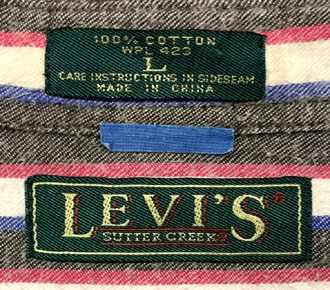 100% COTTON
WPL 423
L
CARE INSTRUCTIONS IN SIDESEAM
MADE IN CHINA
LEVI'S®
SUTTER CREEK